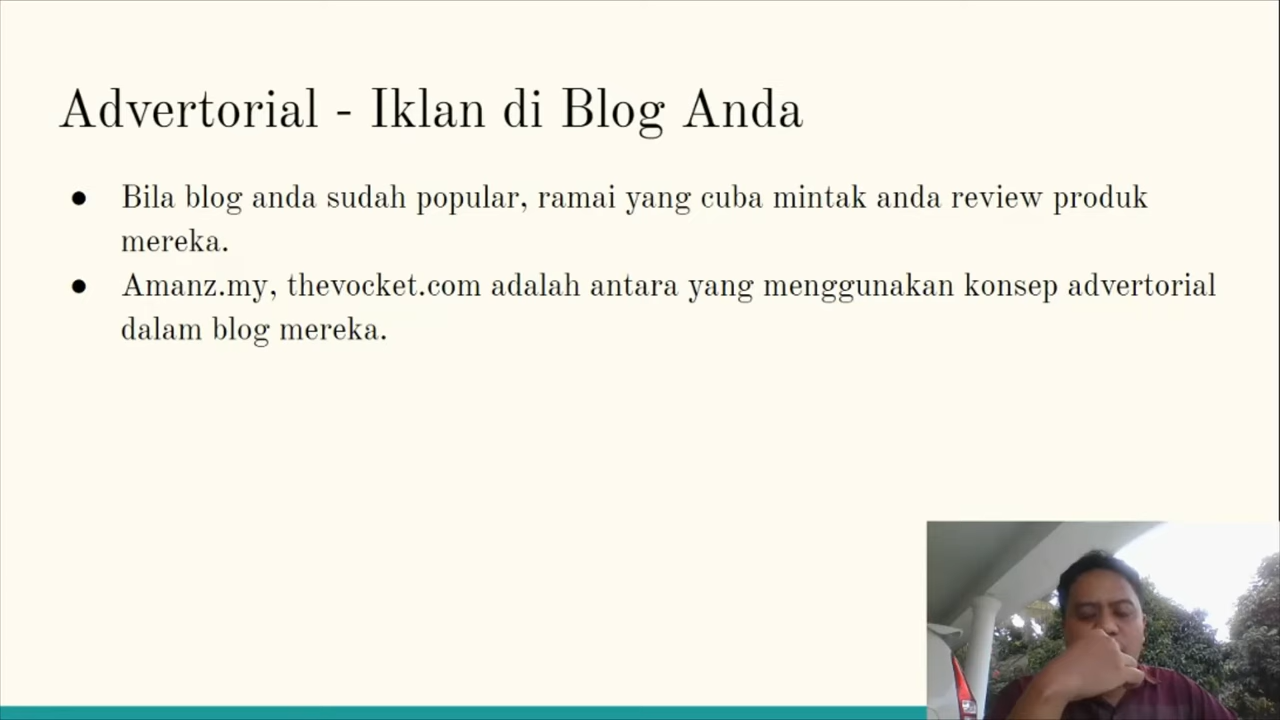 Advertorial - Iklan di Blog Anda
● Bila blog anda sudah popular, ramai yang cuba mintak anda review produk
mereka.
● Amanz.my, thevocket.com adalah antara yang menggunakan konsep advertorial
dalam blog mereka.